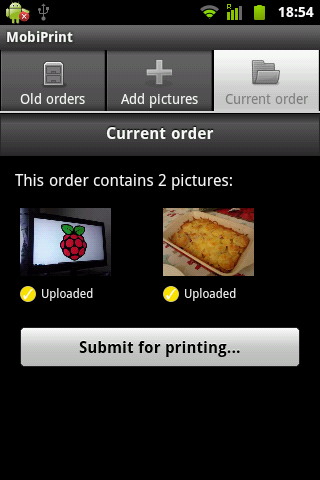 R
18:54
MobiPrint
Old orders
Add pictures
Current order
Current order
This order contains 2 pictures:
Uploaded
Uploaded
Submit for printing...